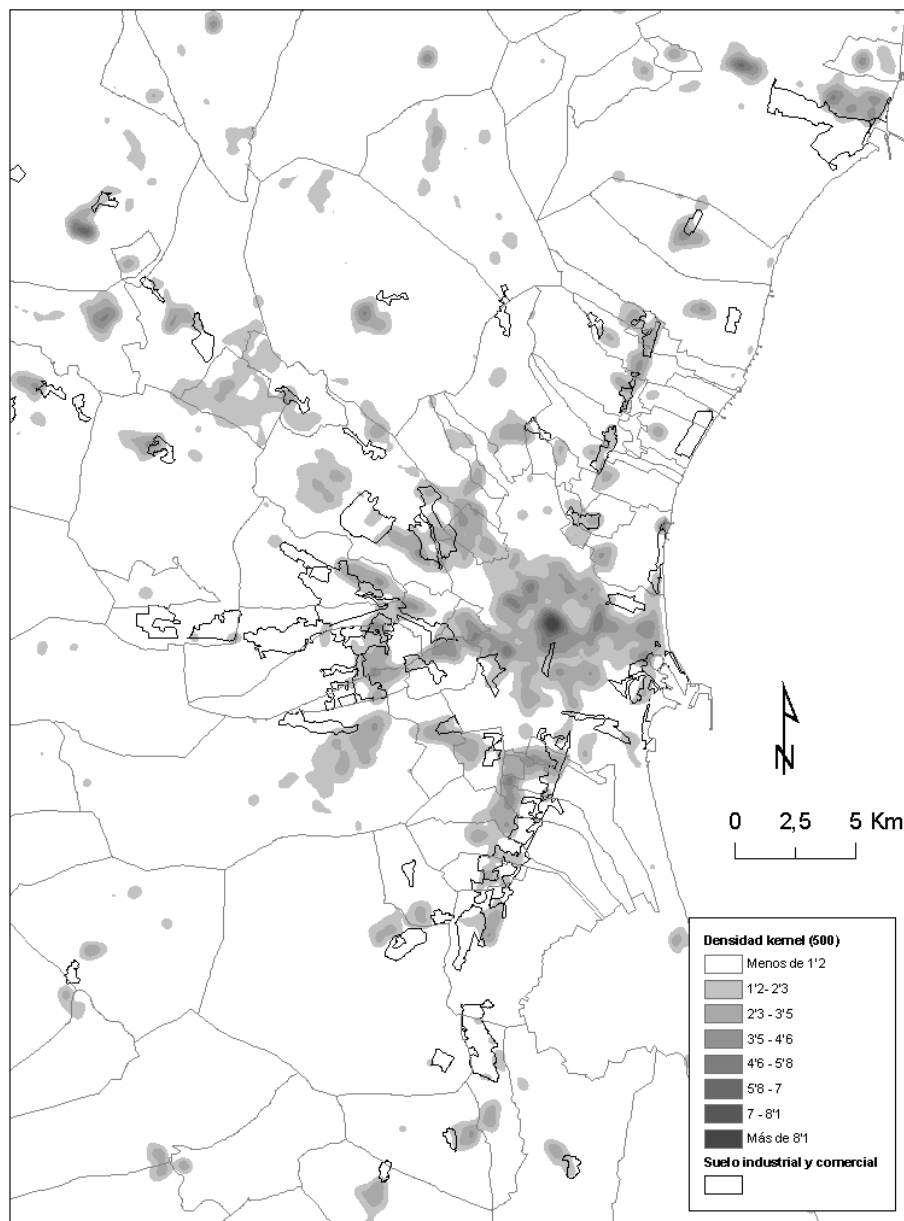 N
0 2,5 5 Km
Densidad kernel (500)
Menos de 1'2
1'2- 2'3
2'3 - 3'5
3'5 - 4'6
4'6 - 5'8
5'8 - 7
7 - 8'1
Más de 8'1
Suelo industrial y comercial